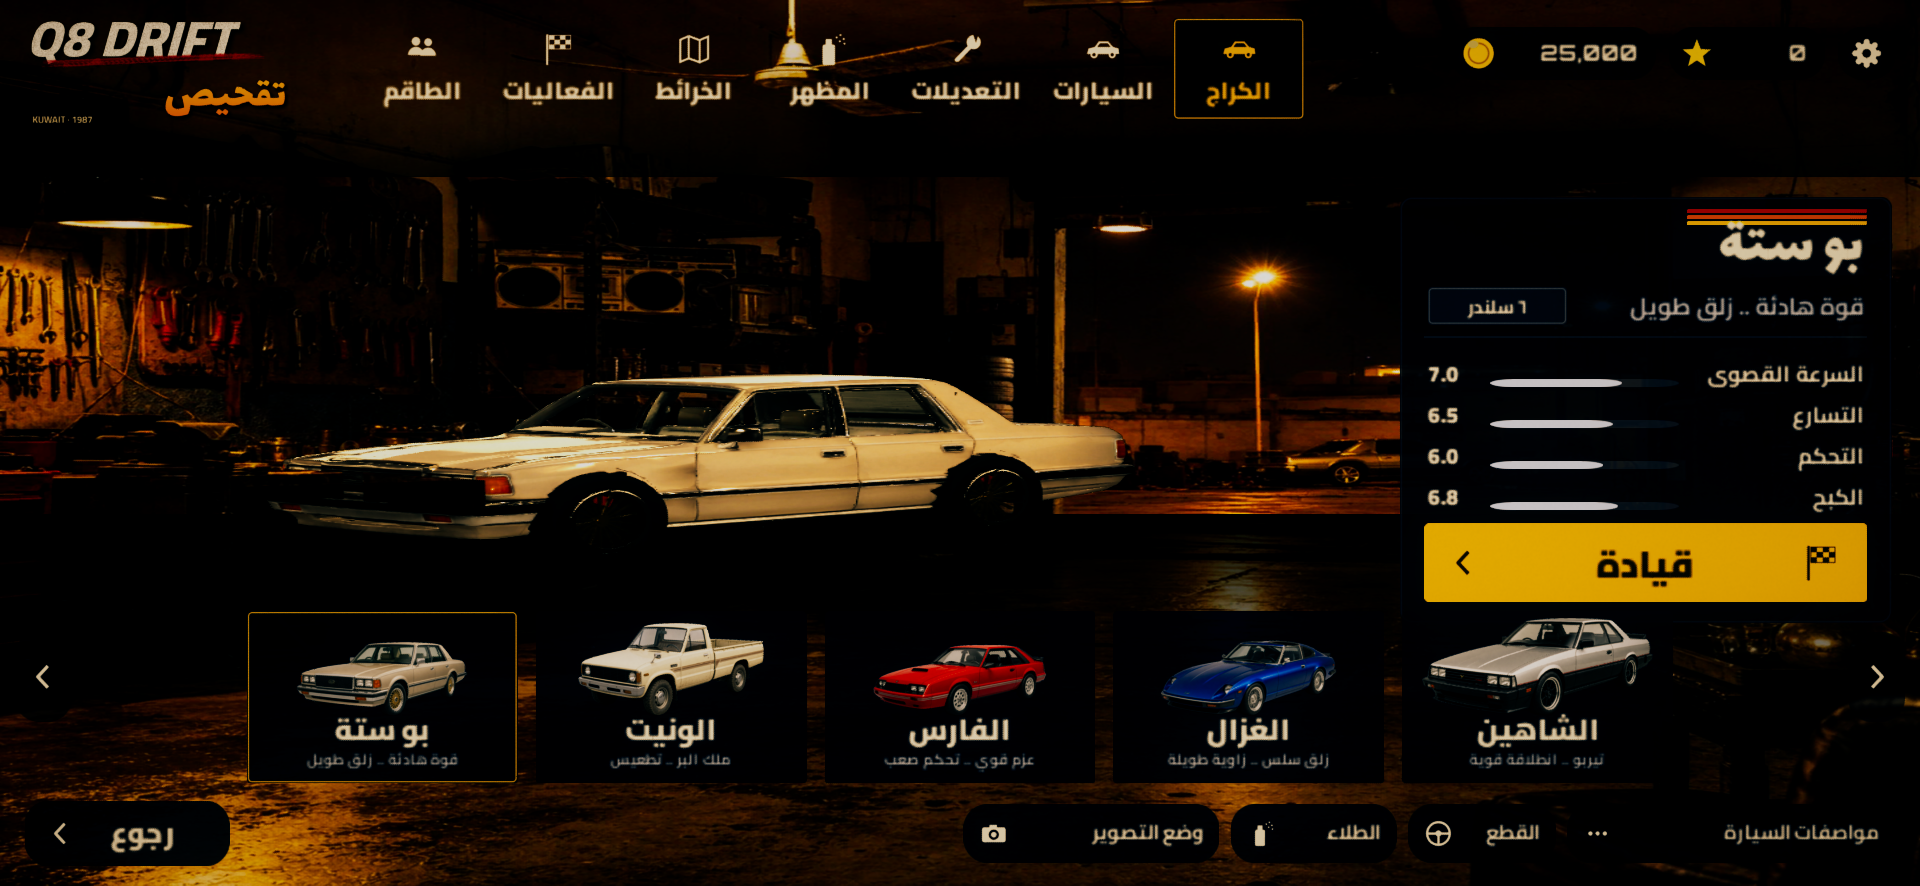 Q8 DRIFT
تفحيص
KUWAIT · 1987
الكراج
السيارات
التعديلات
المظهر
الخرائط
الفعاليات
الطاقم
25,000
0
بو ستة
قوة هادئة .. زلق طويل
٦ سلندر
السرعة القصوى 7.0
التسارع 6.5
التحكم 6.0
الكبح 6.8
قيادة
الشاهين
تيربو .. انطلاقة قوية
الغزال
زلق سلس .. زاوية طويلة
الفارس
عزم قوي .. تحكم صعب
الونيت
ملك البر .. تطعيس
بو ستة
قوة هادئة .. زلق طويل
مواصفات السيارة
القطع
الطلاء
وضع التصوير
رجوع